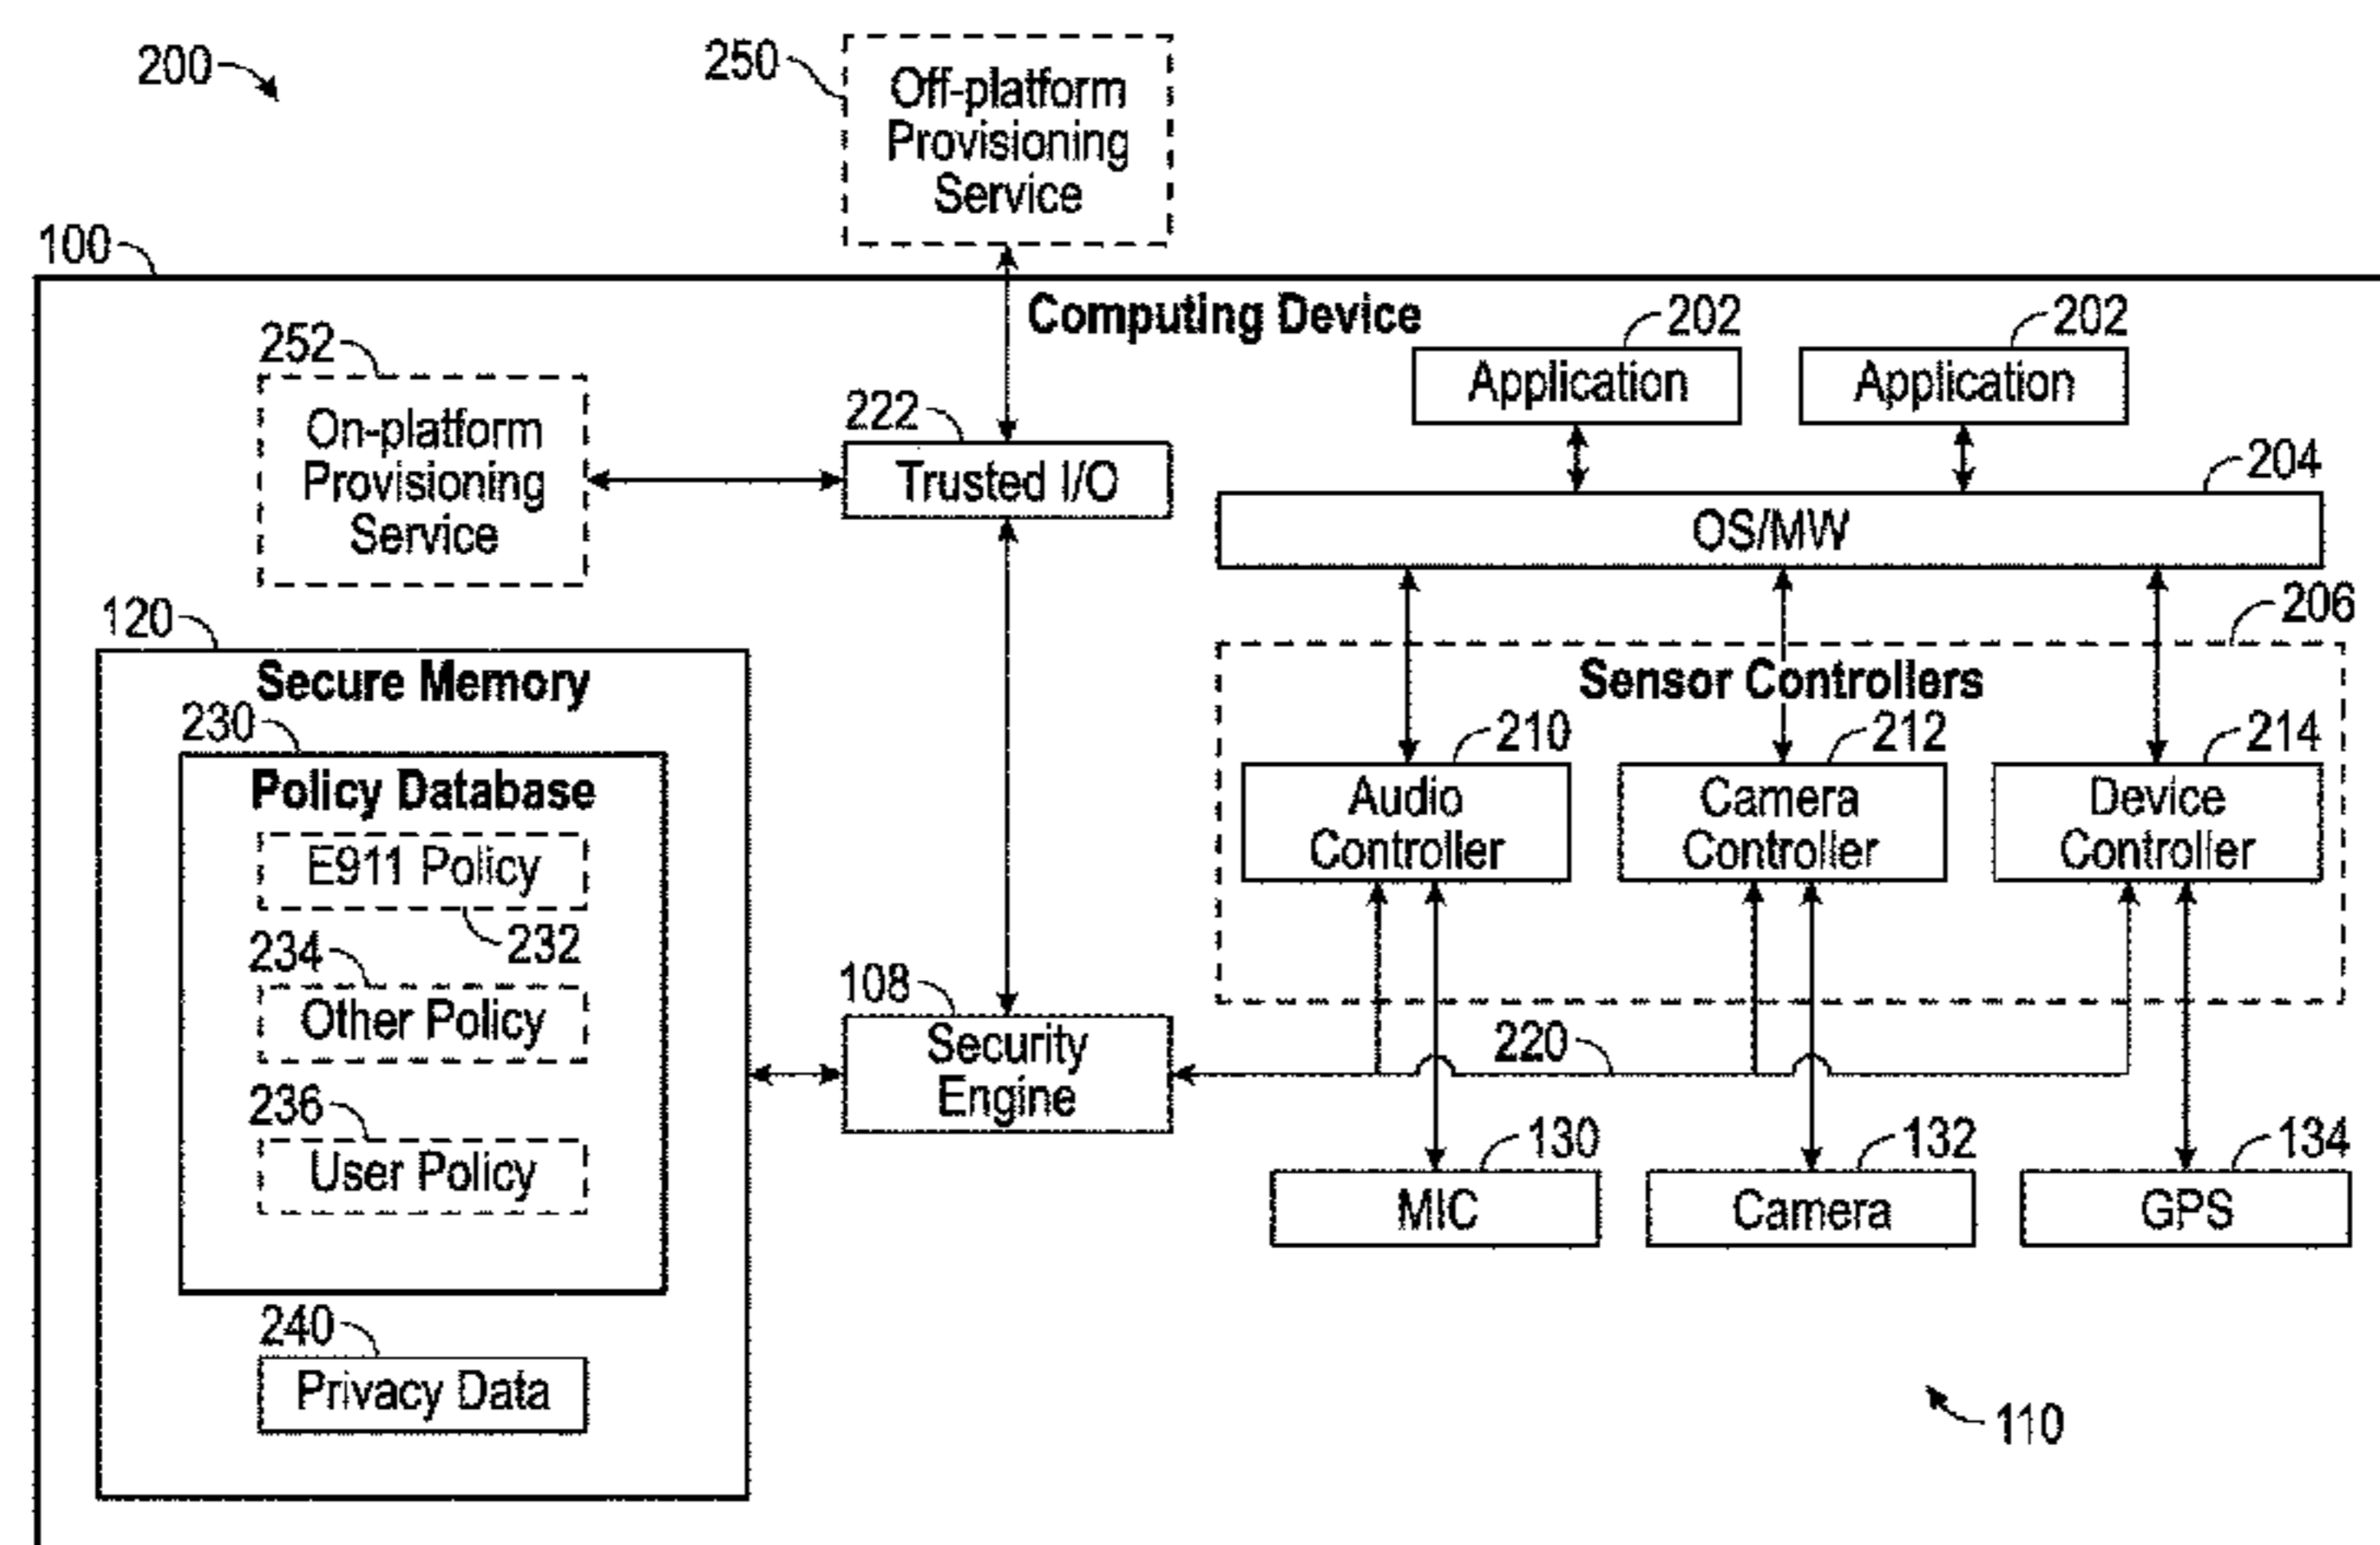 200
250
Off-platform
Provisioning
Service
100
Computing Device
252
On-platform
Provisioning
Service
222
Trusted I/O
202
Application
202
Application
204
OS/MW
206
Sensor Controllers
210
Audio
Controller
212
Camera
Controller
214
Device
Controller
120
Secure Memory
230
Policy Database
E911 Policy
232
234
Other Policy
236
User Policy
240
Privacy Data
108
Security
Engine
220
130
MIC
132
Camera
134
GPS
110